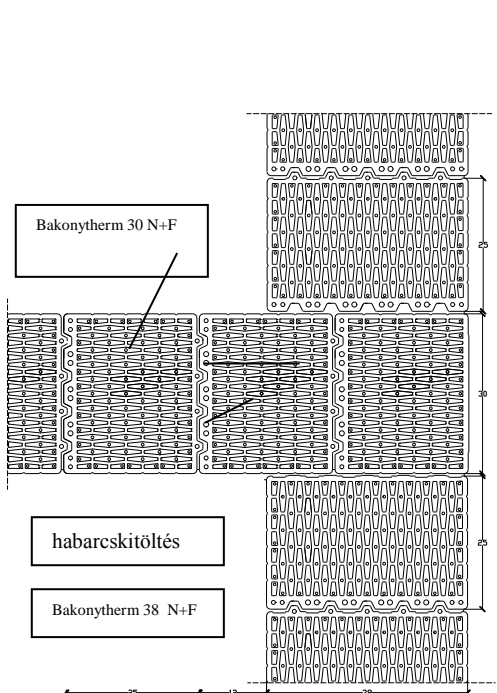 Bakonytherm 30 N+F
25
30
25
habarcskitöltés
Bakonytherm 38 N+F